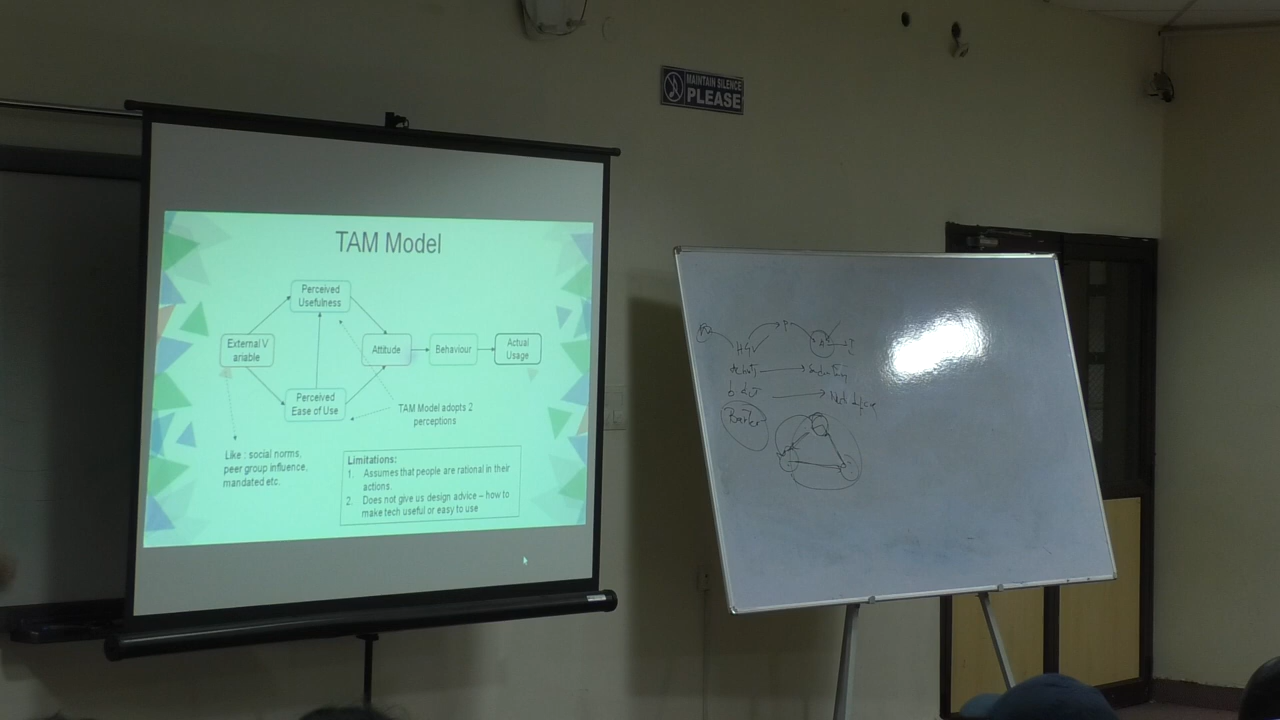 MAINTAIN SILENCE
PLEASE
TAM Model
Perceived
Usefulness
External V
ariable
Attitude
Behaviour
Actual
Usage
Perceived
Ease of Use
TAM Model adopts 2
perceptions
Like : social norms,
peer group influence,
mandated etc.
Limitations:
1. Assumes that people are rational in their
actions.
2. Does not give us design advice – how to
make tech useful or easy to use
P